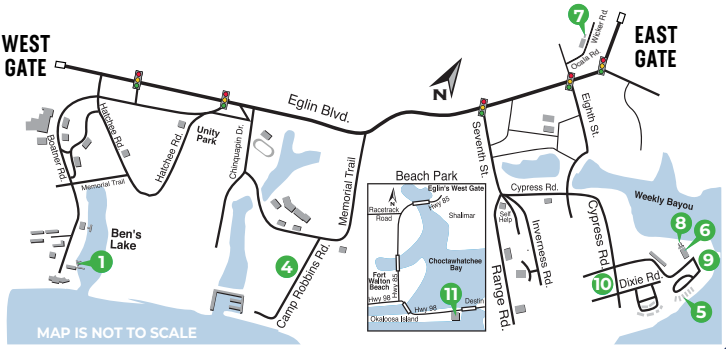 WEST
GATE
EAST
GATE
7
Wicker Rd.
Ocala Rd.
N
Eglin Blvd.
Hatchee Rd.
Boatner Rd.
Hatchee Rd.
Unity
Park
Chinquapin Dr.
Memorial Trail
Memorial Trail
Seventh St.
Eighth St.
Beach Park
Eglin's West Gate
N
Hwy 85
Racetrack
Road
Shalimar
Choctawhatchee
Bay
Fort
Walton
Beach
Hwy 85
Hwy 98
Hwy 98
Destin
Okaloosa Island
11
Cypress Rd.
Self
Help
Inverness Rd.
Range Rd.
Cypress Rd.
Weekly Bayou
8
6
9
10
Dixie Rd.
5
Ben's
Lake
1
4
Camp Robbins Rd.
MAP IS NOT TO SCALE